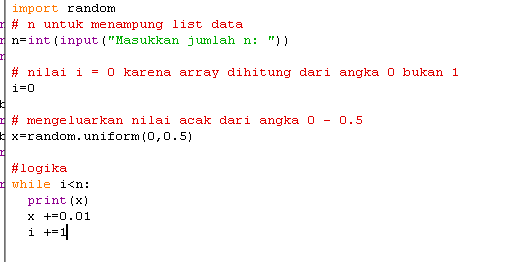 import random
# n untuk menampung list data
n=int(input("Masukkan jumlah n: "))
# nilai i = 0 karena array dihitung dari angka 0 bukan 1
i=0
# mengeluarkan nilai acak dari angka 0 - 0.5
x=random.uniform(0,0.5)
#logika
while i<n:
  print(x)
  x +=0.01
  i +=1